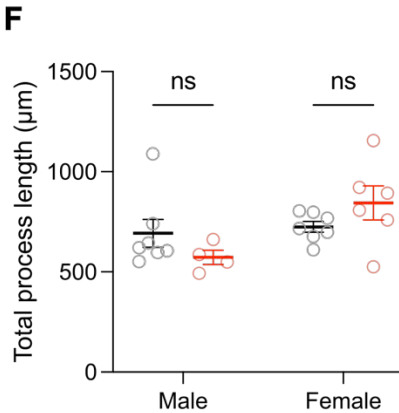 F
Total process length (μm)
1500
1000
500
0
ns
ns
Male
Female